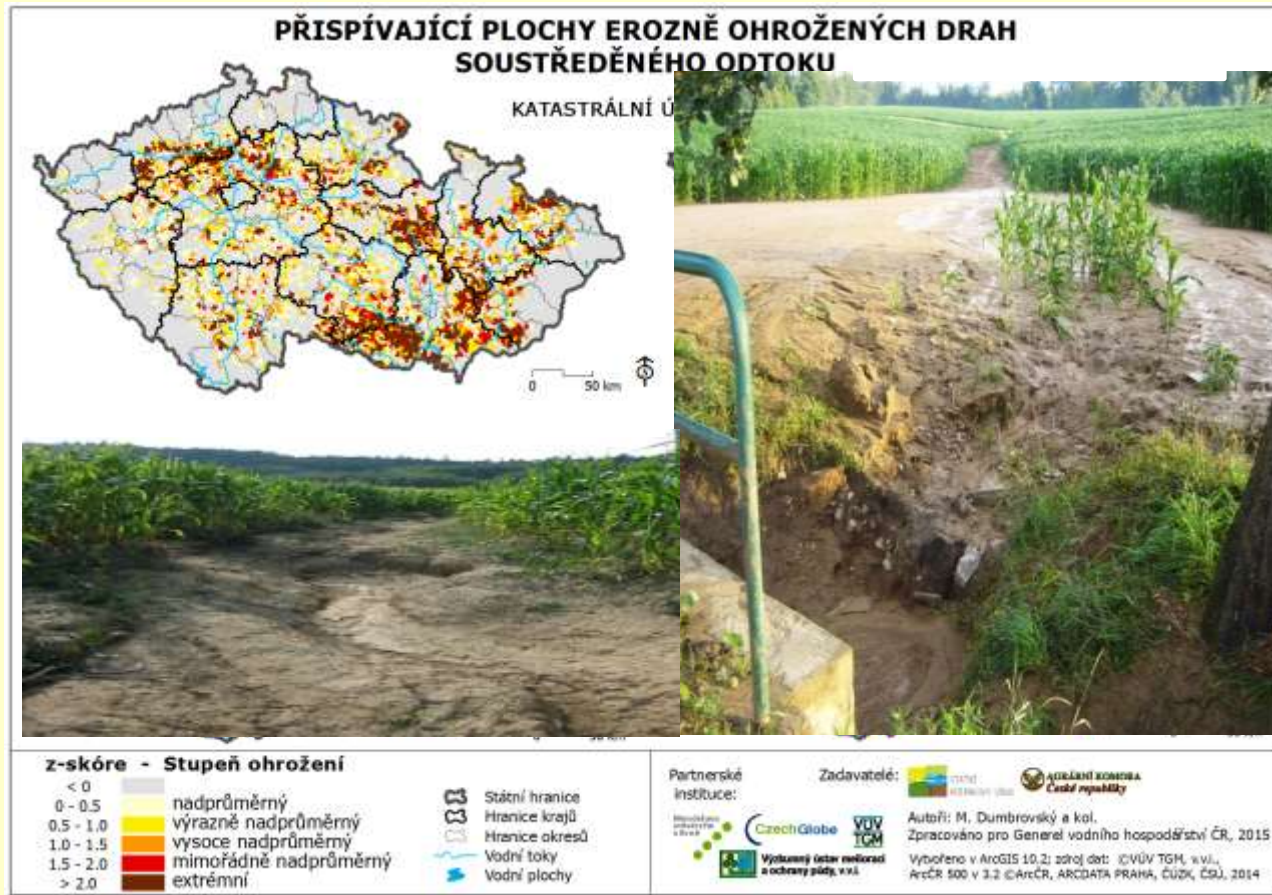 PŘISPÍVAJÍCÍ PLOCHY EROZNĚ OHROŽENÝCH DRAH
SOUSTŘEDĚNÉHO ODTOKU
KATASTRÁLNÍ Ú
0 50 km
z-skóre - Stupeň ohrožení
< 0
0 - 0.5 nadprůměrný
0.5 - 1.0 výrazně nadprůměrný
1.0 - 1.5 vysoce nadprůměrný
1.5 - 2.0 mimořádně nadprůměrný
> 2.0 extrémní
Státní hranice
Hranice krajů
Hranice okresů
Vodní toky
Vodní plochy
Partnerské
instituce:
CzechGlobe
VÚV
TGM
Výzkumný ústav meliorací
a ochrany půdy, v.v.i.
Zadavatelé:
AGRÁRNÍ KOMORA
České republiky
Autoři: M. Dumbrovský a kol.
Zpracováno pro Generel vodního hospodářství ČR, 2015
Vytvořeno v ArcGIS 10.2; zdroj dat: ©VÚV TGM, v.v.i.,
ArcČR 500 v 3.2 ©ArcČR, ARCDATA PRAHA, ČÚZK, ČSÚ, 2014